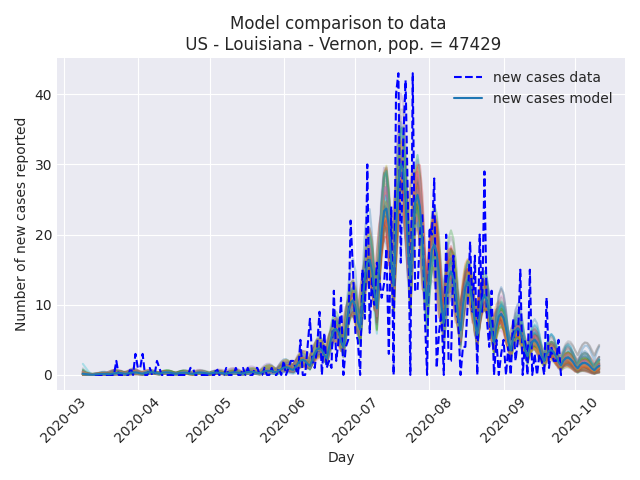 Model comparison to data
US - Louisiana - Vernon, pop. = 47429
new cases data
new cases model
Number of new cases reported
40
30
20
10
0
2020-03
2020-04
2020-05
2020-06
2020-07
2020-08
2020-09
2020-10
Day